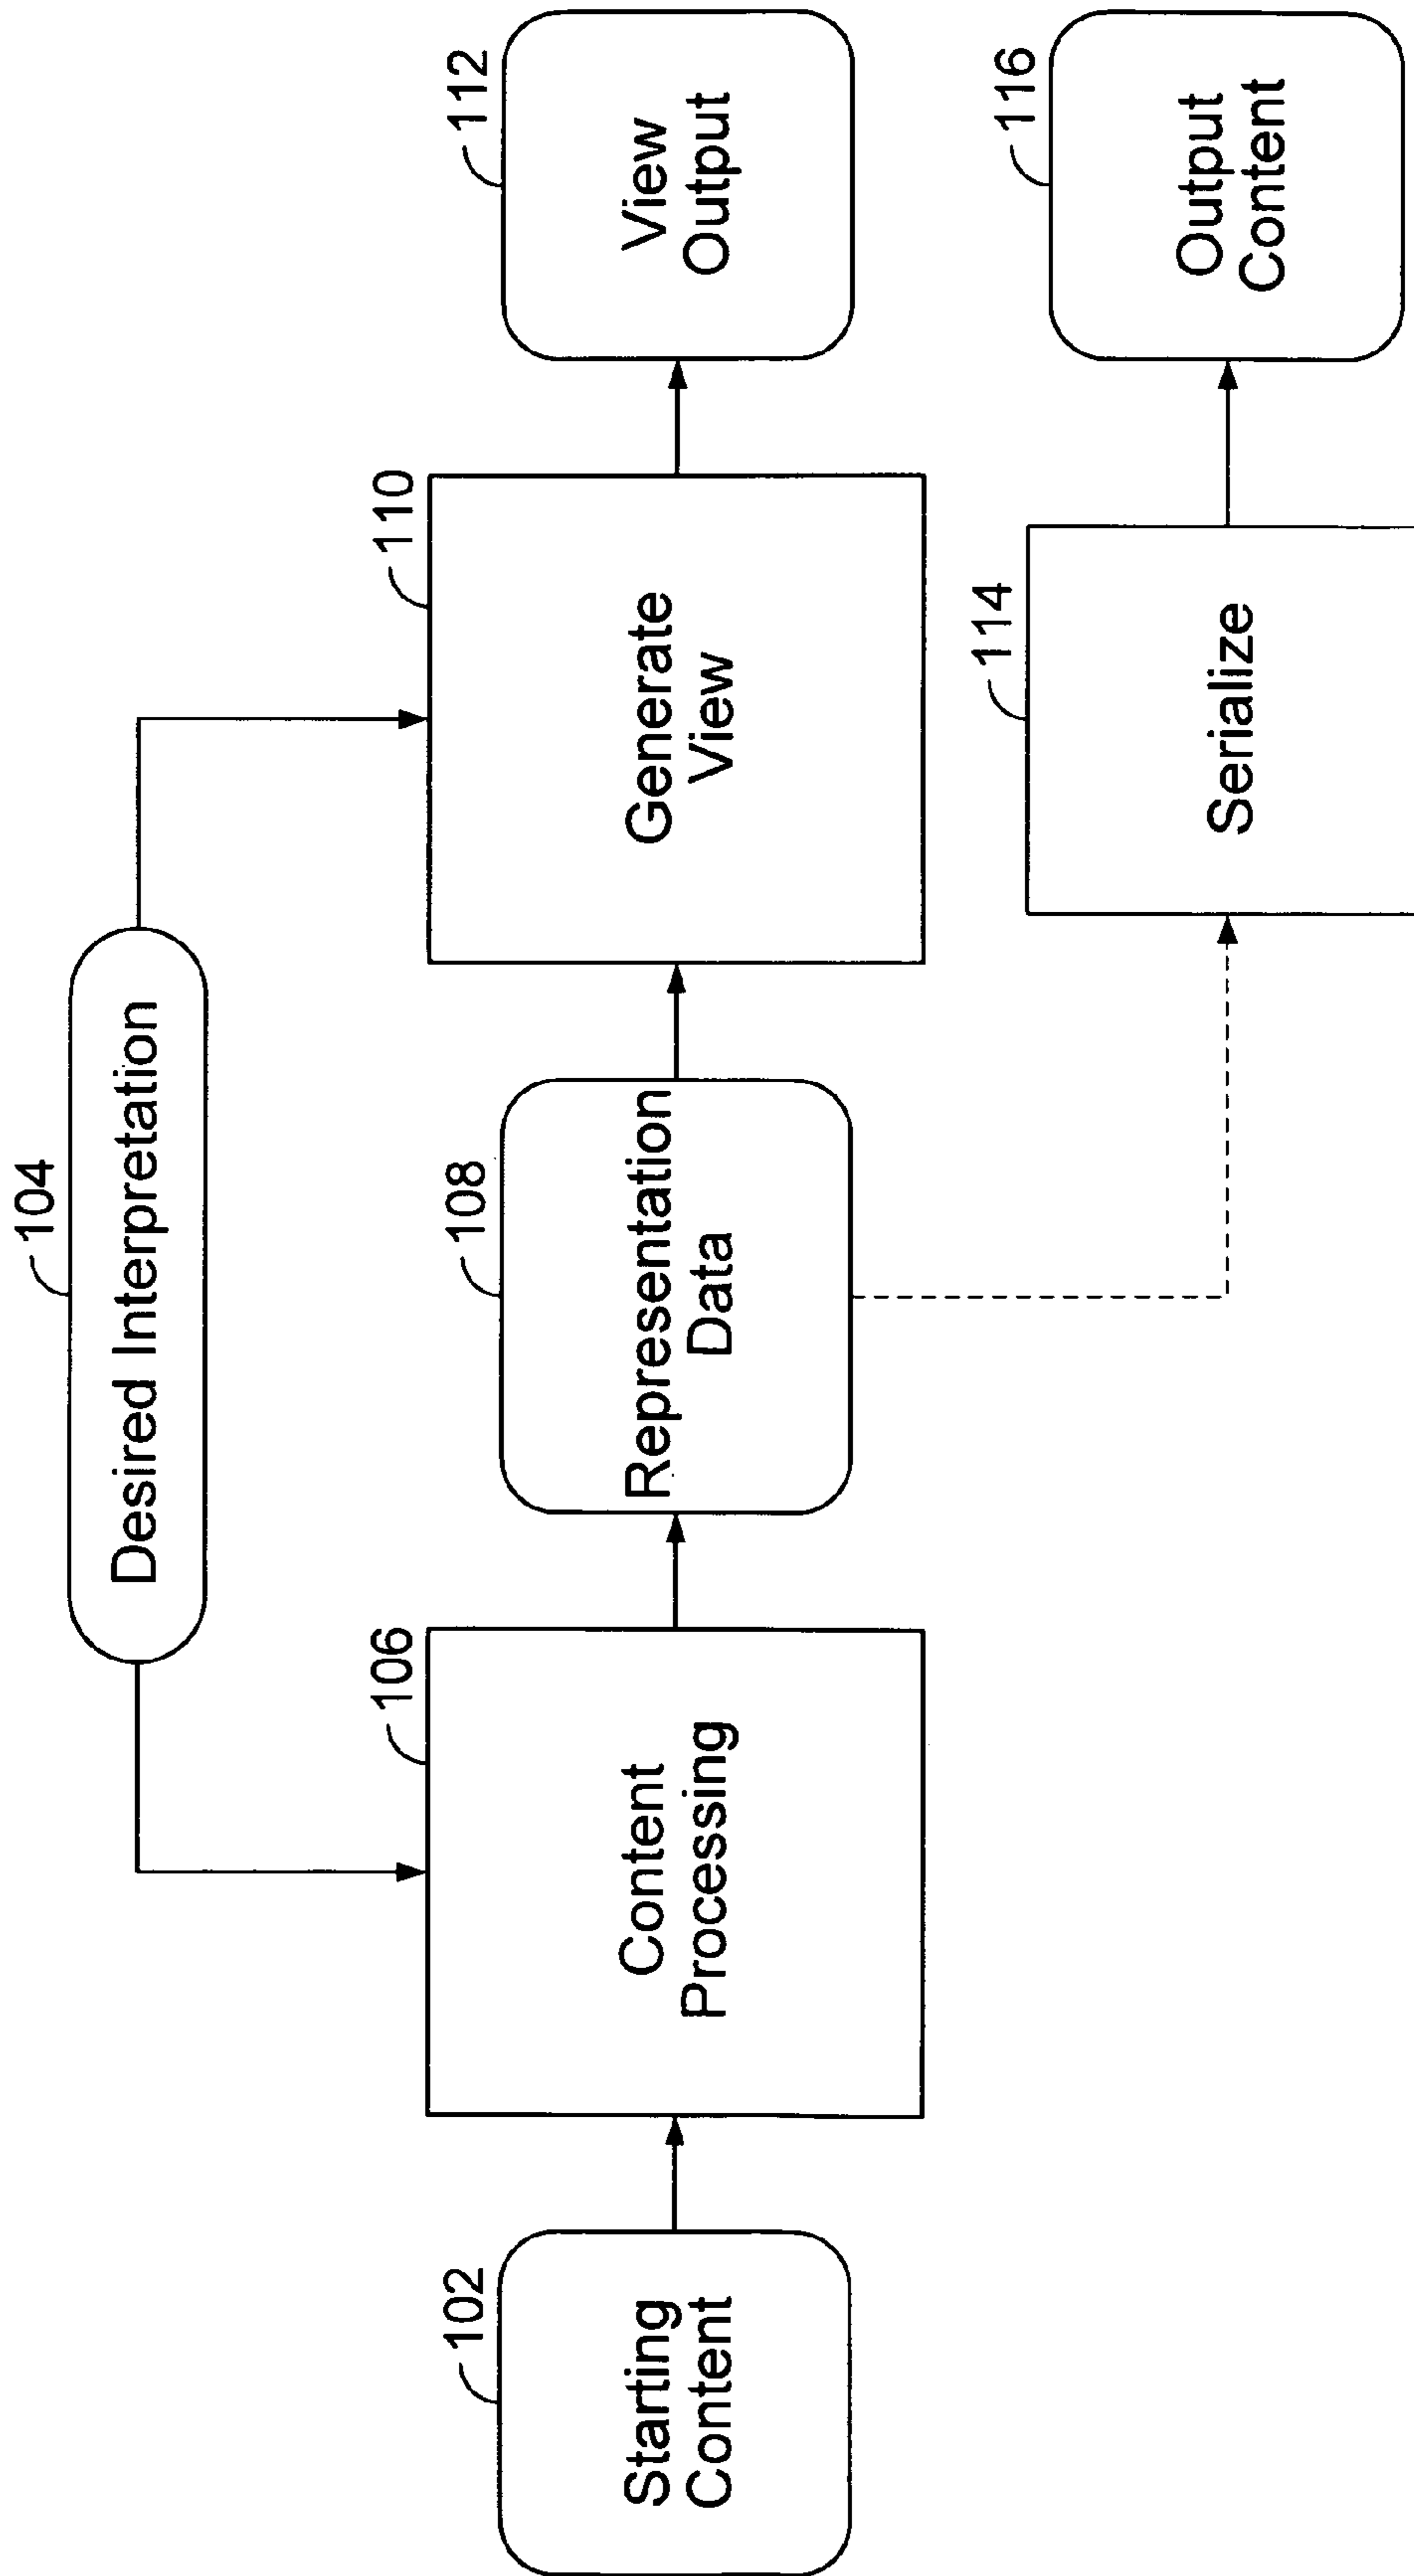 104
Desired Interpretation
102
Starting
Content
106
Content
Processing
108
Representation
Data
110
Generate
View
112
View
Output
114
Serialize
116
Output
Content